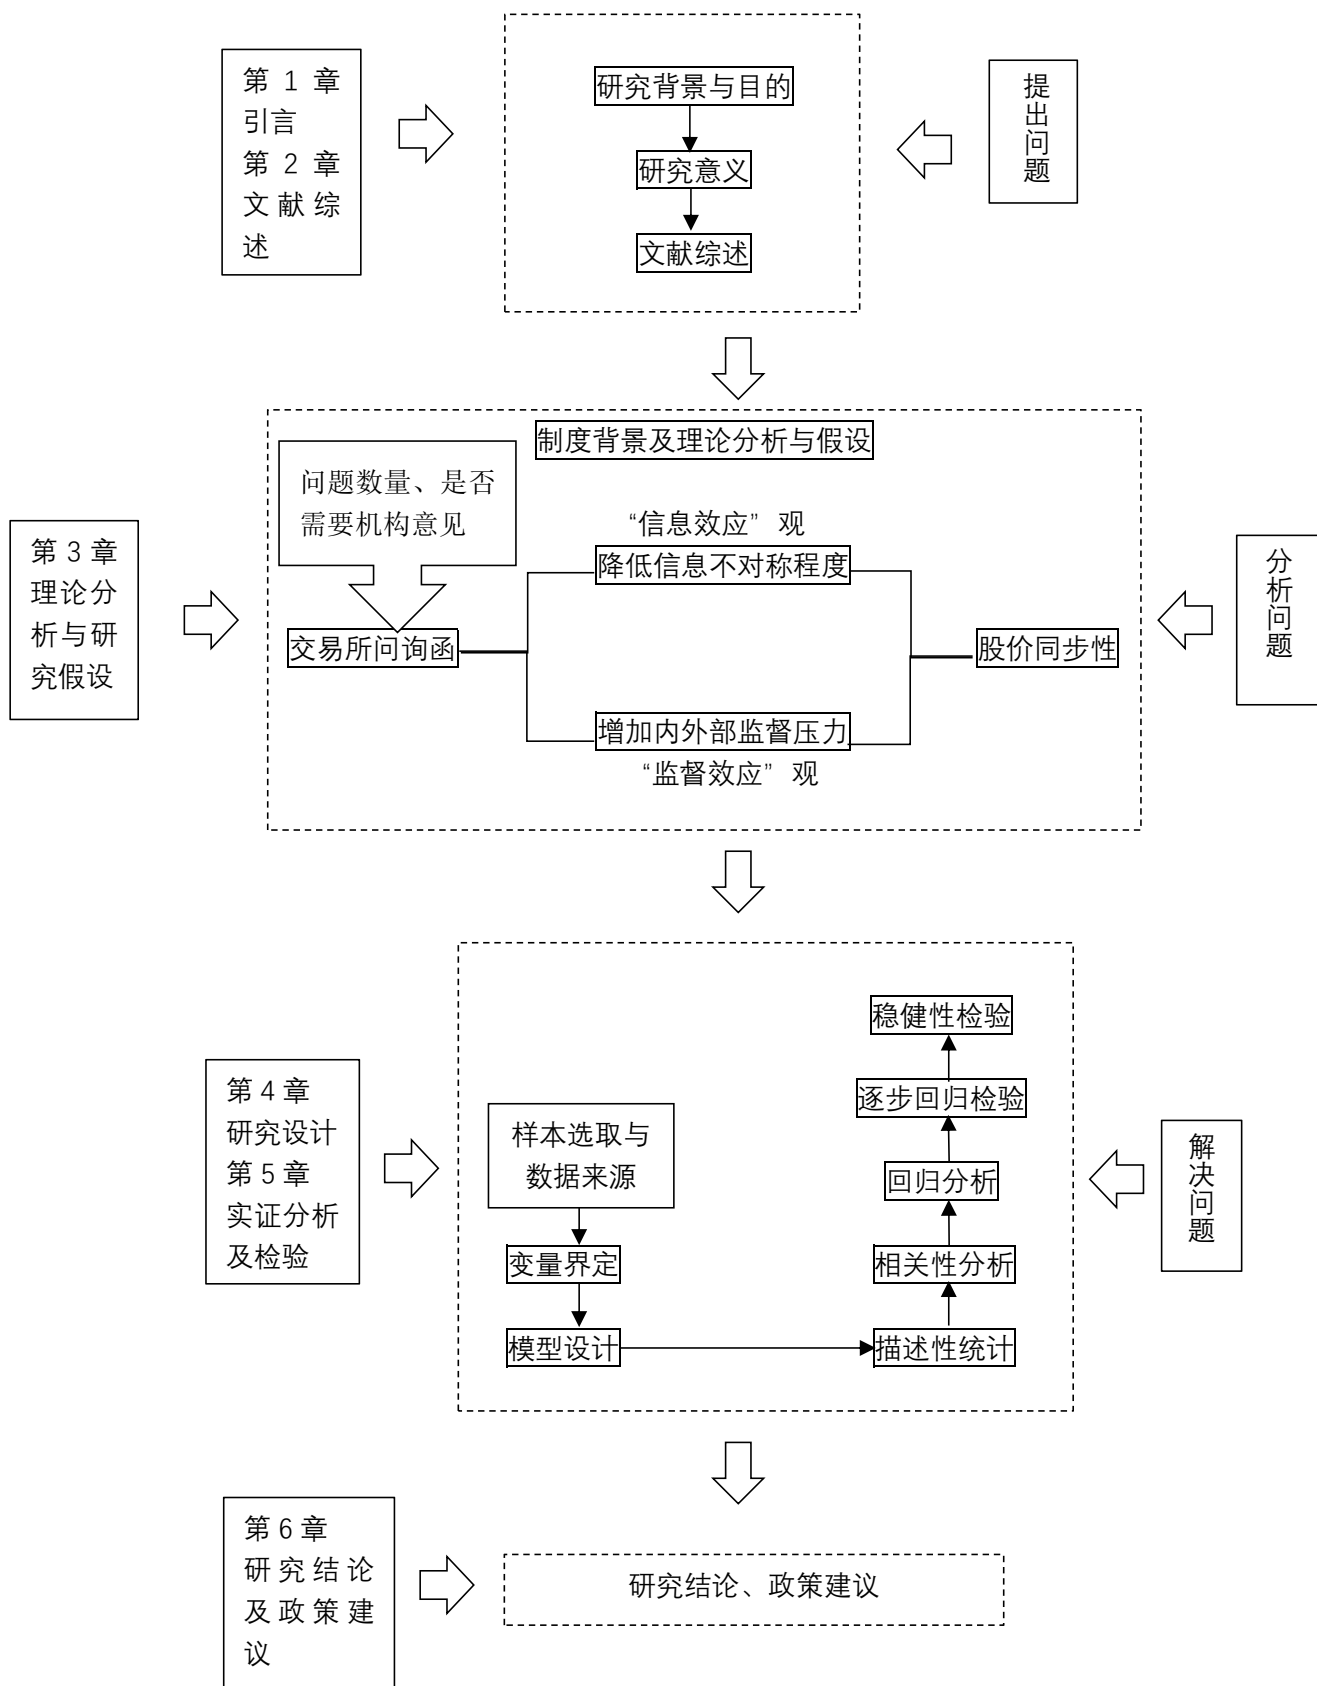 第 1 章
引言
第 2 章
文献综
述
研究背景与目的
研究意义
文献综述
提
出
问
题
制度背景及理论分析与假设
问题数量、是否
需要机构意见
第 3 章
理论分
析与研
究假设
“信息效应” 观
降低信息不对称程度
交易所问询函
股价同步性
增加内外部监督压力
“监督效应” 观
分
析
问
题
第 4 章
研究设计
第 5 章
实证分析
及检验
样本选取与
数据来源
变量界定
模型设计
稳健性检验
逐步回归检验
回归分析
相关性分析
描述性统计
解
决
问
题
第 6 章
研究结论
及政策建
议
研究结论、政策建议